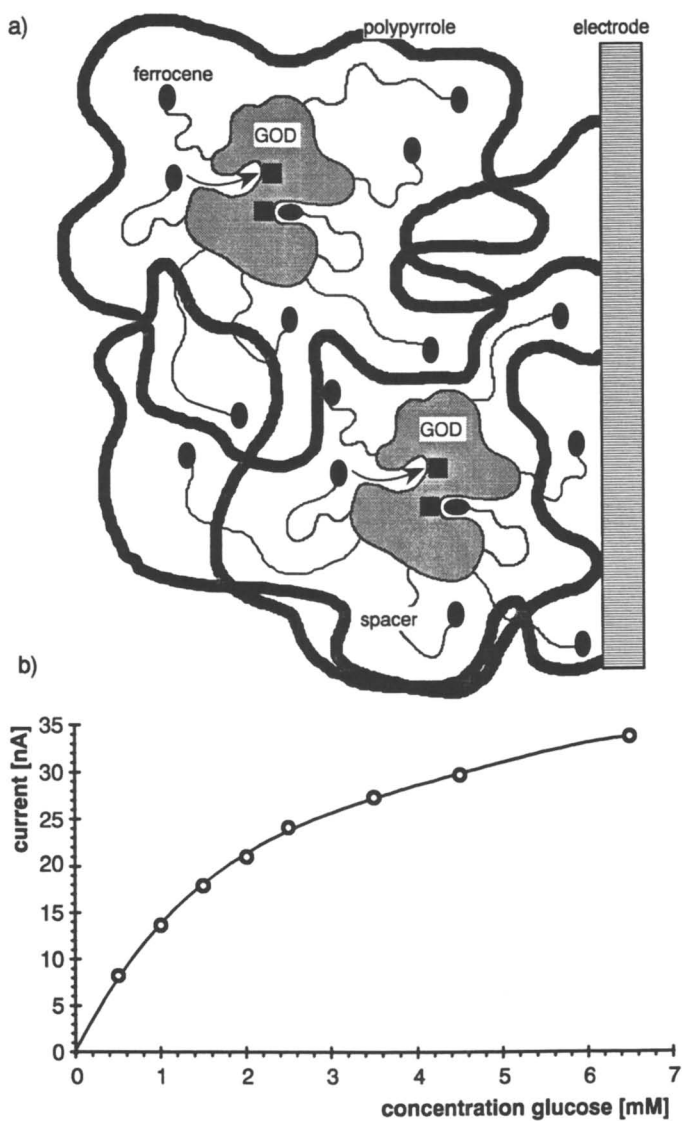 a)
polypyrrole
electrode
ferrocene
GOD
GOD
spacer
b)
35
30
25
20
15
10
5
0
current [nA]
0 1 2 3 4 5 6 7
concentration glucose [mM]